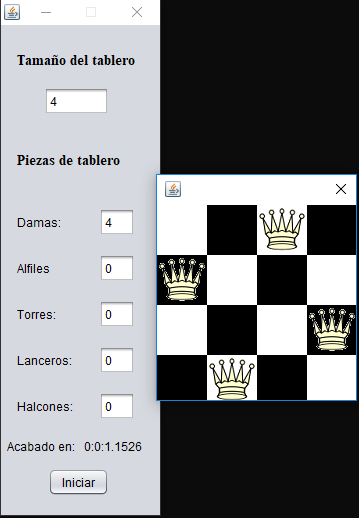 Tamaño del tablero
4
Piezas de tablero
Damas: 4
Alfiles 0
Torres: 0
Lanceros: 0
Halcones: 0
Acabado en: 0:0:1.1526
Iniciar